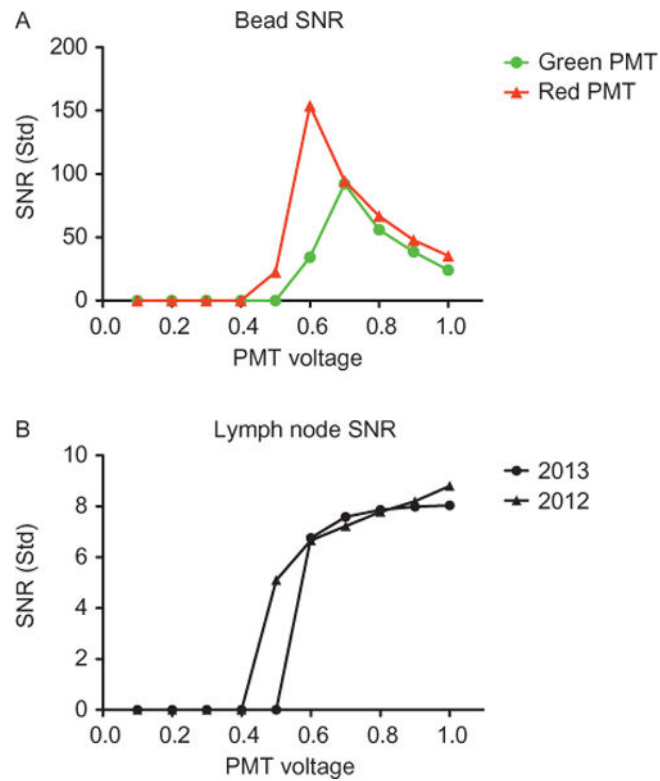 A
Bead SNR
200
150
100
50
0
SNR (Std)
0.0 0.2 0.4 0.6 0.8 1.0
PMT voltage
Green PMT
Red PMT
B
Lymph node SNR
10
8
6
4
2
0
SNR (Std)
0.0 0.2 0.4 0.6 0.8 1.0
PMT voltage
2013
2012